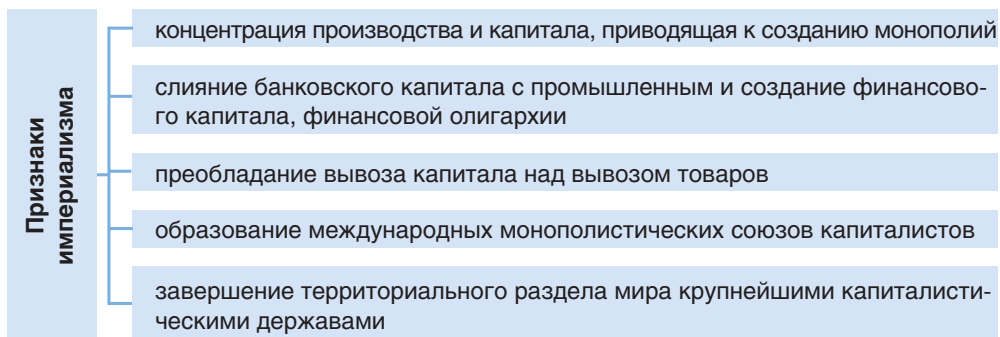 Признаки
империализма
концентрация производства и капитала, приводящая к созданию монополий
слияние банковского капитала с промышленным и создание финансово-
го капитала, финансовой олигархии
преобладание вывоза капитала над вывозом товаров
образование международных монополистических союзов капиталистов
завершение территориального раздела мира крупнейшими капиталисти-
ческими державами